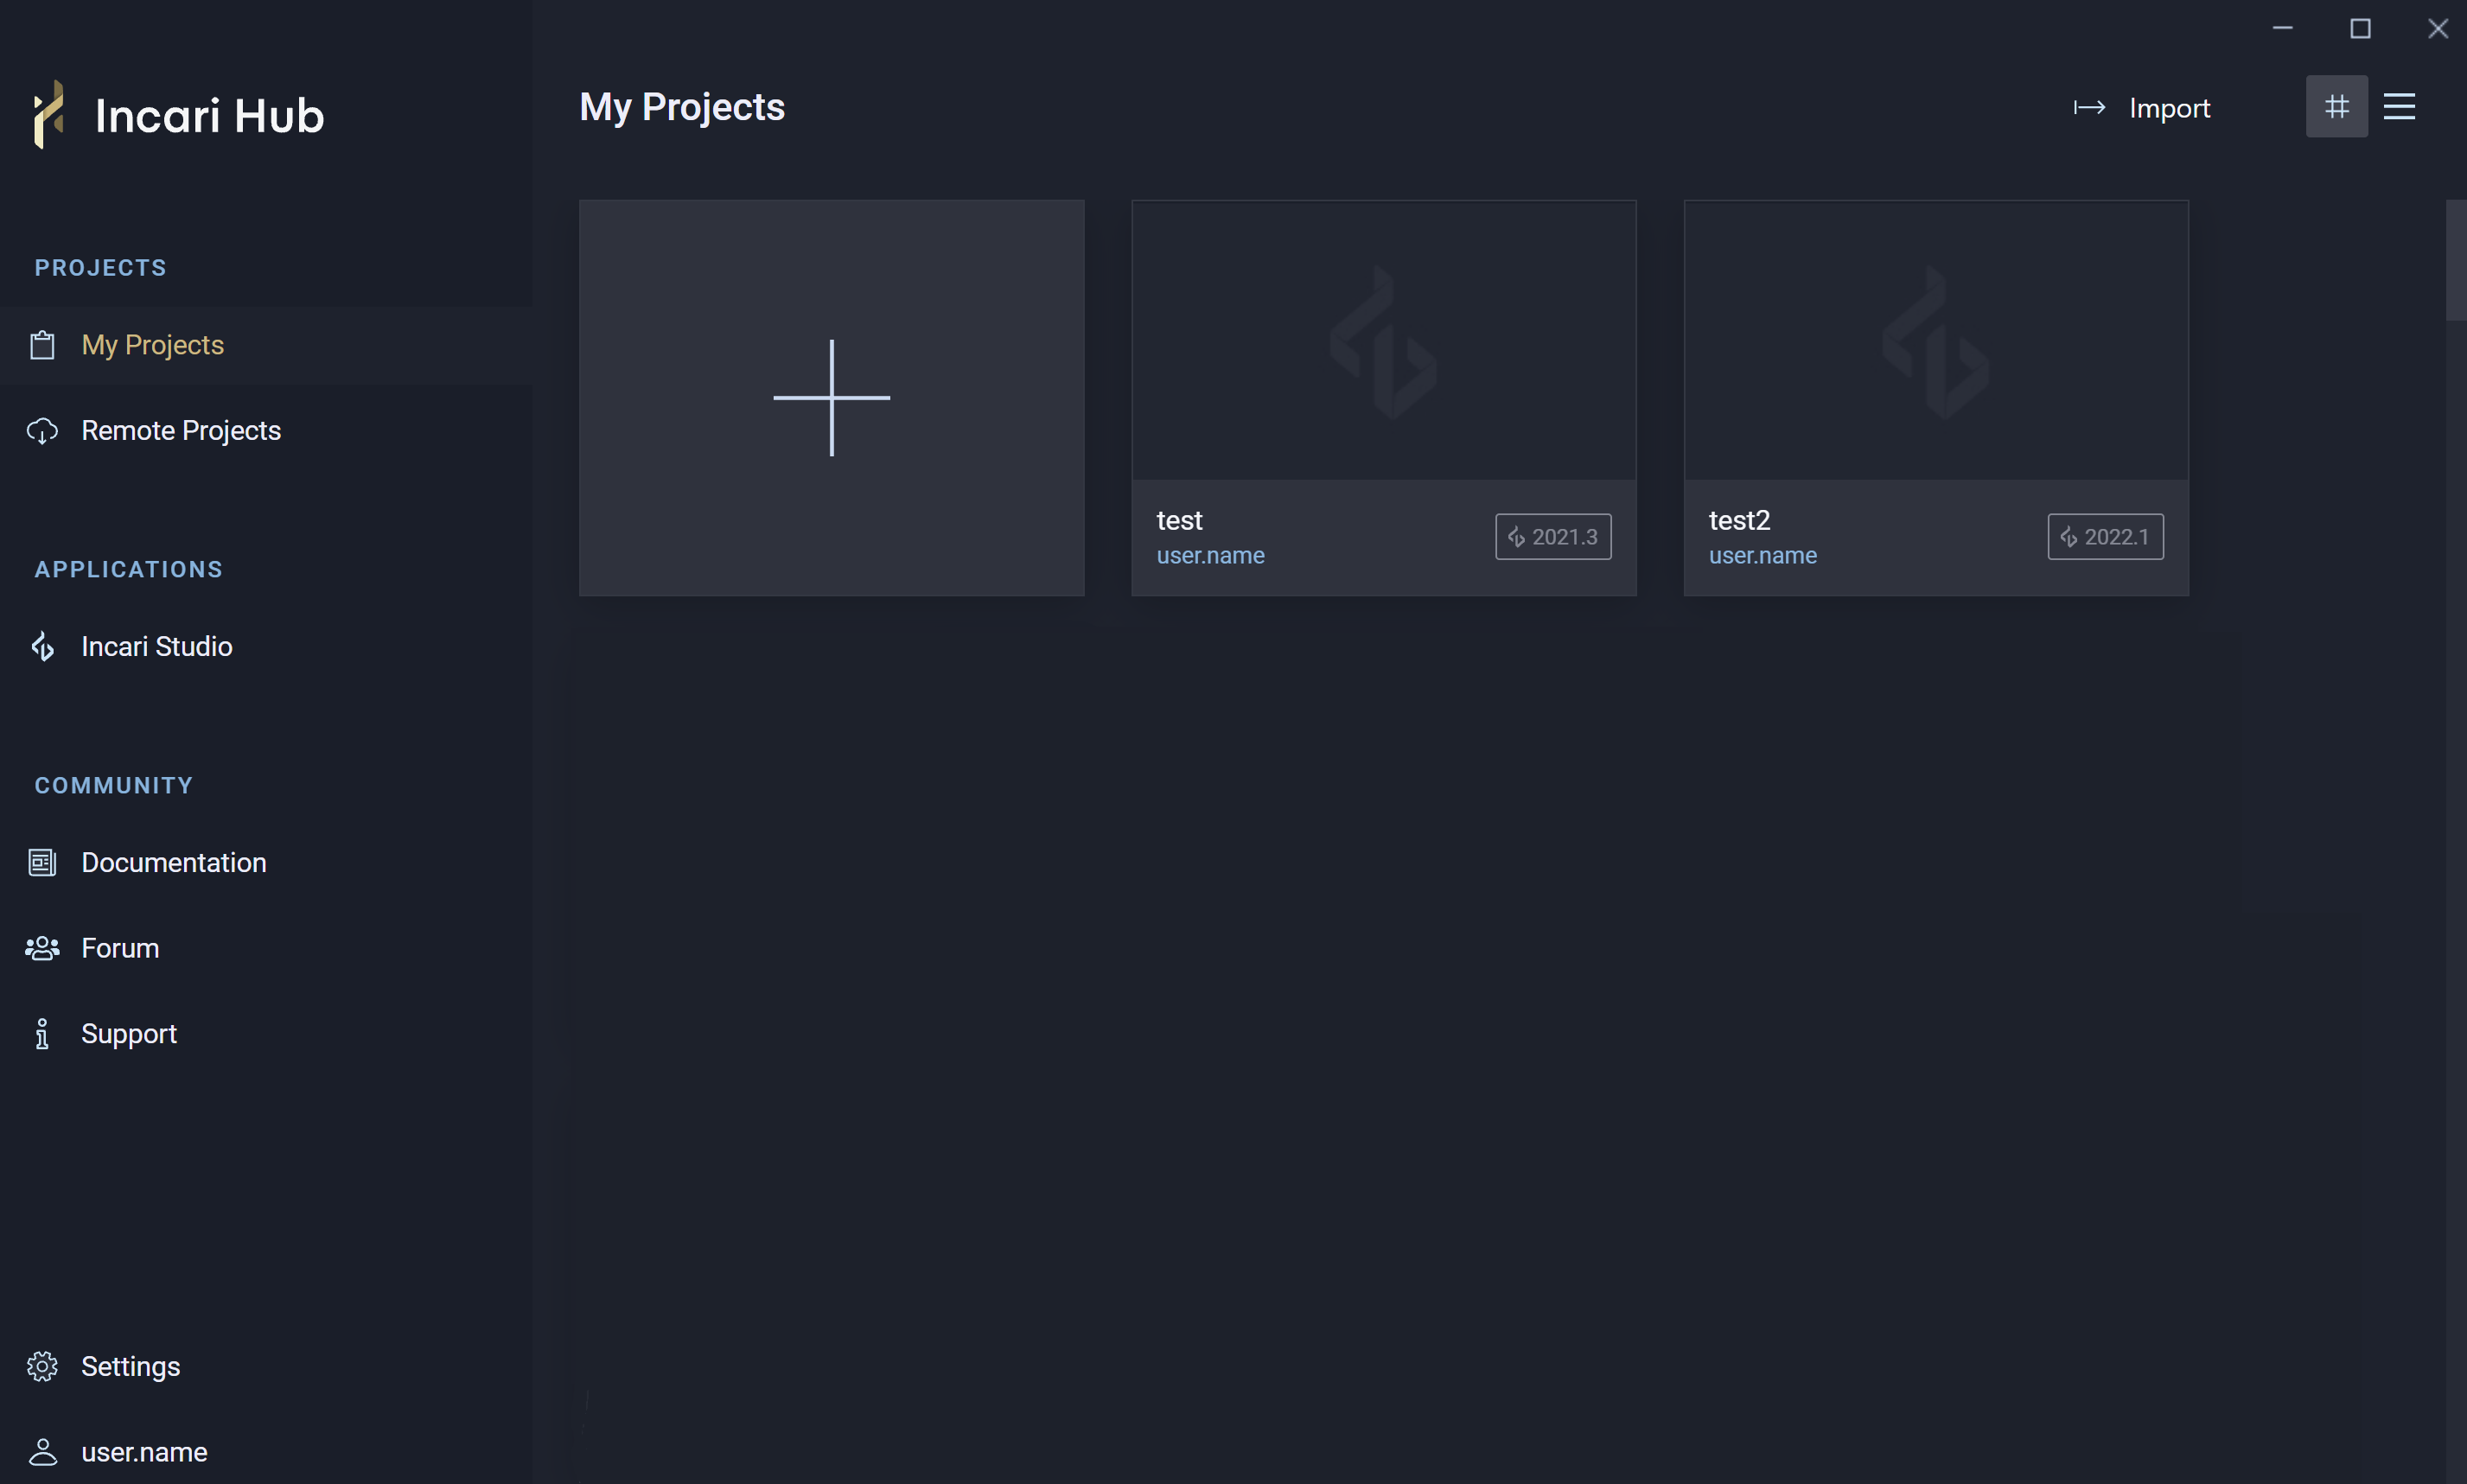 Incari Hub
PROJECTS
My Projects
Remote Projects
APPLICATIONS
Incari Studio
COMMUNITY
Documentation
Forum
Support
Settings
user.name
My Projects
Import
test
user.name
2021.3
test2
user.name
2022.1